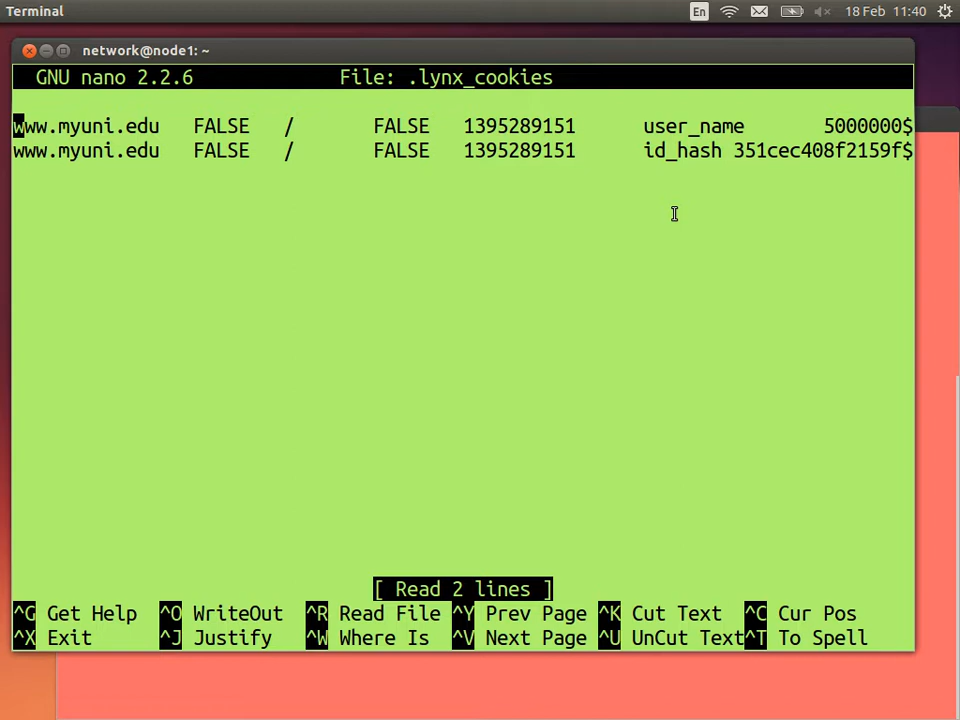 Terminal En 18 Feb 11:40
network@node1: ~
GNU nano 2.2.6 File: .lynx_cookies
www.myuni.edu FALSE / FALSE 1395289151 user_name 5000000$
www.myuni.edu FALSE / FALSE 1395289151 id_hash 351cec408f2159f$
[ Read 2 lines ]
^G Get Help ^O WriteOut ^R Read File ^Y Prev Page ^K Cut Text ^C Cur Pos
^X Exit ^J Justify ^W Where Is ^V Next Page ^U UnCut Text ^T To Spell